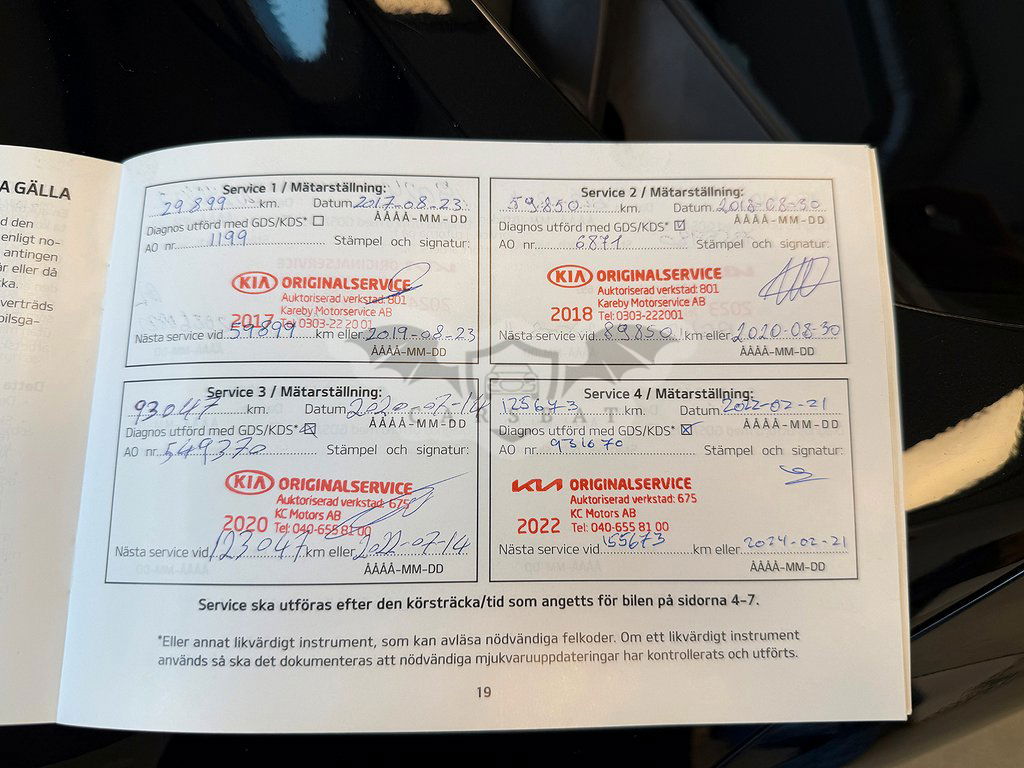 A GÄLLA
d den
enligt no-
antingen
är eller då
ka.
verträds
bilsga-
Service 1 / Mätarställning:
29899 km. Datum 2017-08-23
ÅÅÅÅ-MM-DD
Diagnos utförd med GDS/KDS* ☐
AO nr. 1199 Stämpel och signatur:
KIA ORIGINALSERVICE
Auktoriserad verkstad: 801
Kareby Motorservice AB
2017 Tel: 0303-22 20 01
Nästa service vid 59899 km eller 2019-08-23
ÅÅÅÅ-MM-DD
Service 2 / Mätarställning:
59.850 km. Datum 2018-08-30
ÅÅÅÅ-MM-DD
Diagnos utförd med GDS/KDS* ☑
AO nr. 6871 Stämpel och signatur:
KIA ORIGINALSERVICE
Auktoriserad verkstad: 801
Kareby Motorservice AB
2018 Tel: 0303-222001
Nästa service vid 89.850 km eller 2020-08-30
ÅÅÅÅ-MM-DD
Service 3 / Mätarställning:
93047 km. Datum 2020-07-14
ÅÅÅÅ-MM-DD
Diagnos utförd med GDS/KDS* ☒
AO nr. 549370 Stämpel och signatur:
KIA ORIGINALSERVICE
Auktoriserad verkstad: 675
KC Motors AB
2020 Tel: 040-655 81 00
Nästa service vid 123047 km eller 2022-07-14
ÅÅÅÅ-MM-DD
Service 4 / Mätarställning:
125673 km. Datum 2022-02-21
ÅÅÅÅ-MM-DD
Diagnos utförd med GDS/KDS* ☒
AO nr. 931670 Stämpel och signatur:
KIA ORIGINALSERVICE
Auktoriserad verkstad: 675
KC Motors AB
2022 Tel: 040-655 81 00
Nästa service vid 155673 km eller 2024-02-21
ÅÅÅÅ-MM-DD
Service ska utföras efter den körsträcka/tid som angetts för bilen på sidorna 4-7.
*Eller annat likvärdigt instrument, som kan avläsa nödvändiga felkoder. Om ett likvärdigt instrument
används så ska det dokumenteras att nödvändiga mjukvaruuppdateringar har kontrollerats och utförts.
19